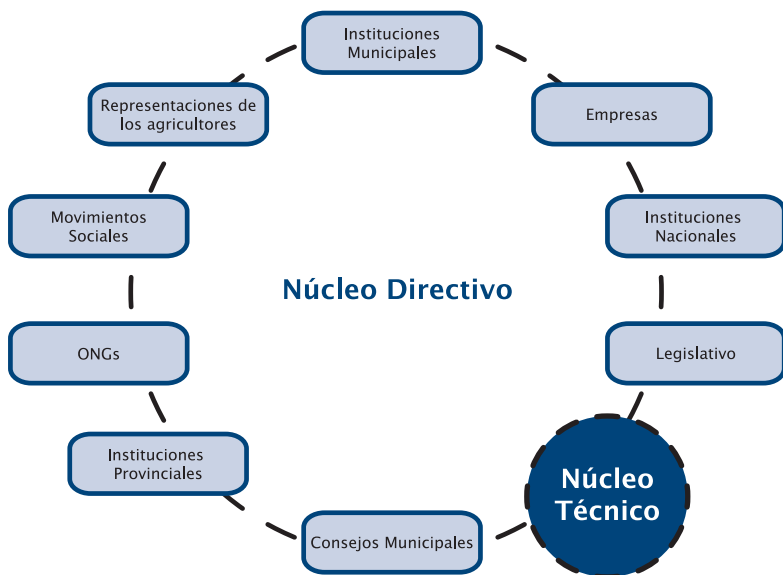 Instituciones
Municipales
Representaciones de
los agricultores
Empresas
Movimientos
Sociales
Instituciones
Nacionales
Núcleo Directivo
ONGs
Legislativo
Instituciones
Provinciales
Núcleo
Técnico
Consejos Municipales